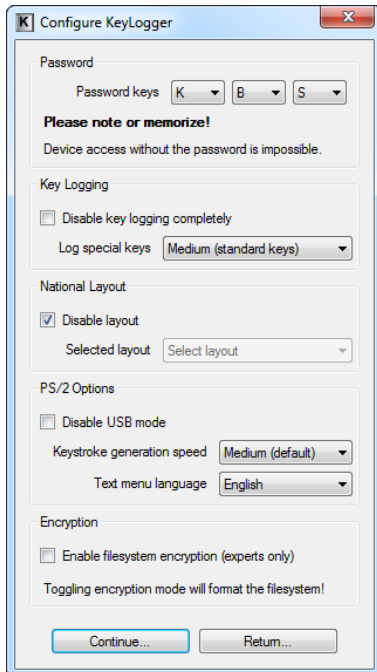 K Configure KeyLogger
Password
Password keys K B S
Please note or memorize!
Device access without the password is impossible.
Key Logging
Disable key logging completely
Log special keys Medium (standard keys)
National Layout
Disable layout
Selected layout Select layout
PS/2 Options
Disable USB mode
Keystroke generation speed Medium (default)
Text menu language English
Encryption
Enable filesystem encryption (experts only)
Toggling encryption mode will format the filesystem!
Continue... Return...